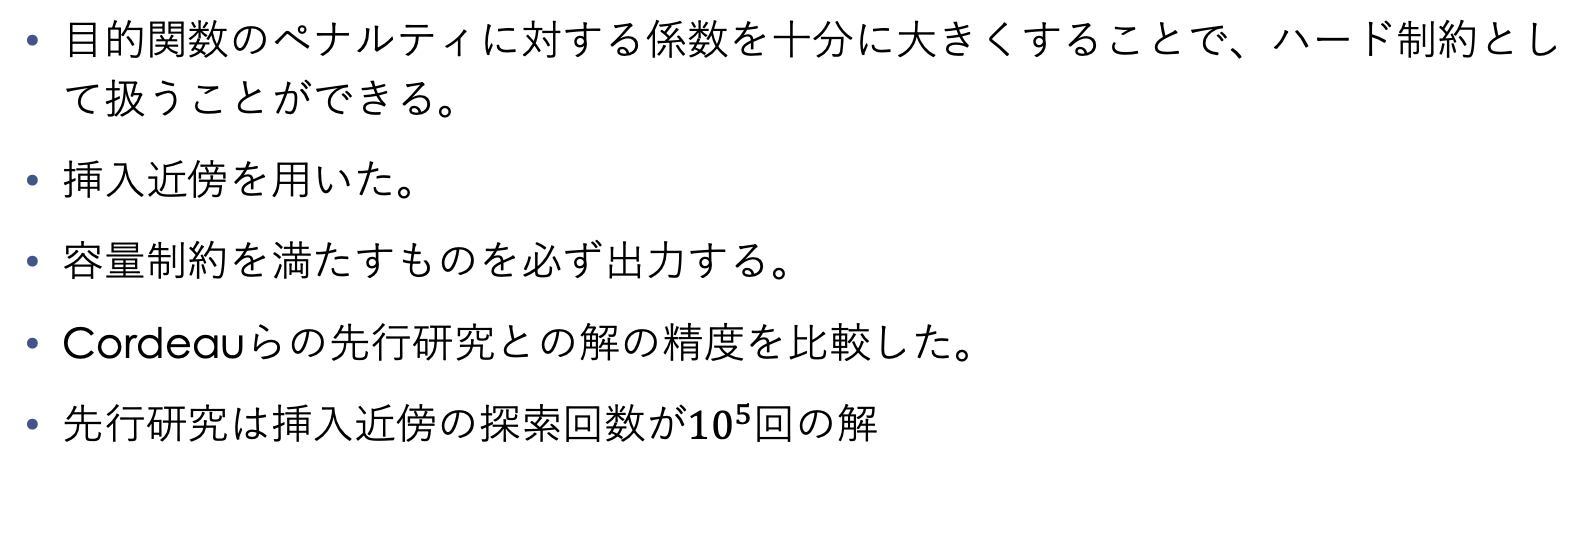 • 目的関数のペナルティに対する係数を十分に大きくすることで、ハード制約とし
て扱うことができる。
• 挿入近傍を用いた。
• 容量制約を満たすものを必ず出力する。
• Cordeauらの先行研究との解の精度を比較した。
• 先行研究は挿入近傍の探索回数が10⁵回の解